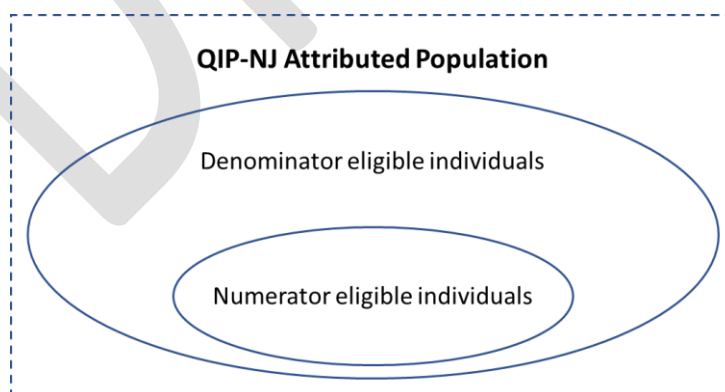 QIP-NJ Attributed Population
Denominator eligible individuals
Numerator eligible individuals